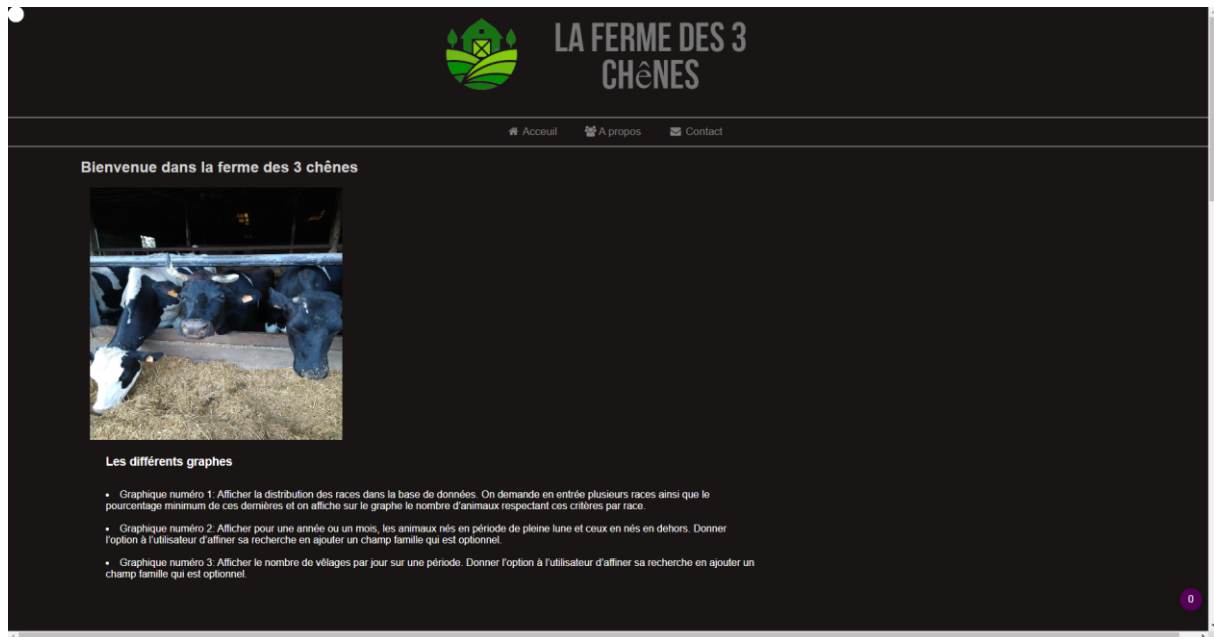 LA FERME DES 3
CHêNES
Acceuil A propos Contact
Bienvenue dans la ferme des 3 chênes
Les différents graphes
• Graphique numéro 1: Afficher la distribution des races dans la base de données. On demande en entrée plusieurs race ainsi que le
pourcentage minimum de ces dernières et on affiche sur le graphe le nombre d'animaux respectant ces critères par race.
• Graphique numéro 2: Afficher pour une année ou un mois, les animaux nés en période de pleine lune et ceux en nés en dehors. Donner
l'option à l'utilisateur d'affiner sa recherche en ajouter un champ famille qui est optionnel.
• Graphique numéro 3: Afficher le nombre de vêlages par jour sur une période. Donner l'option à l'utilisateur d'affiner sa recherche en ajouter un
champ famille qui est optionnel.
0